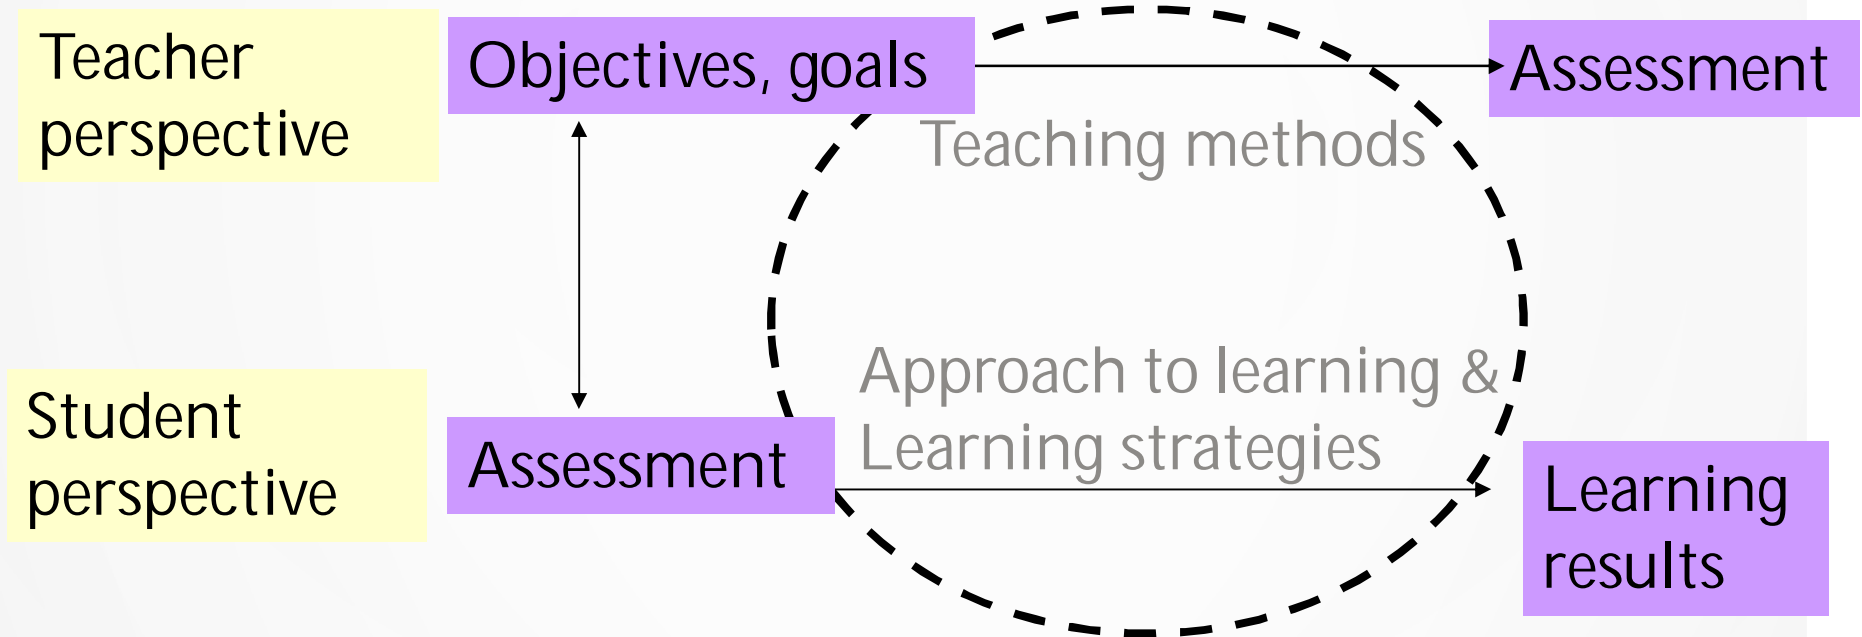 Teacher
perspective
Objectives, goals
Assessment
Teaching methods
Student
perspective
Assessment
Approach to learning &
Learning strategies
Learning
results